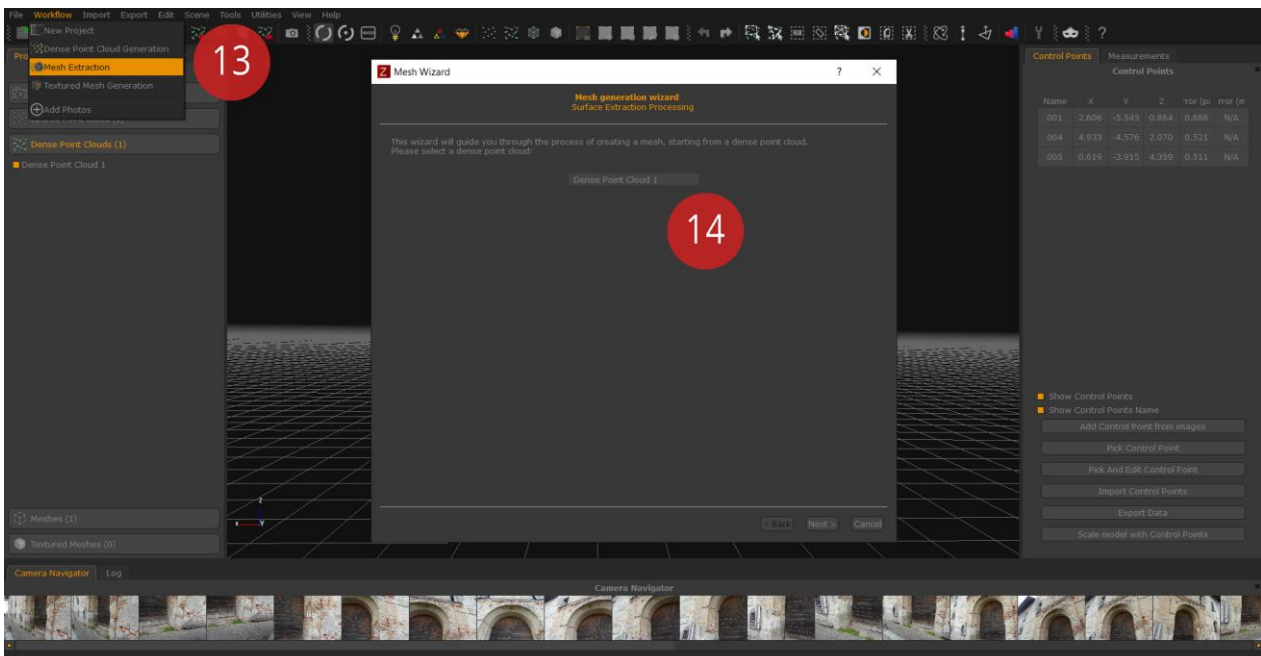 File Workflow Import Export Edit Scene Tools Utilities View Help
New Project
Dense Point Cloud Generation
Mesh Extraction
Textured Mesh Generation
Add Photos
13
Dense Point Clouds (1)
Dense Point Cloud 1
Meshes (1)
Textured Meshes (0)
Mesh Wizard ? ×
Mesh generation wizard
Surface Extraction Processing
This wizard will guide you through the process of creating a mesh, starting from a dense point cloud.
Please select a dense point cloud:
Dense Point Cloud 1
14
< Back Next > Cancel
z
x y
Control Points Measurements
Control Points
Name X Y Z
001 2.606 -5.545 0.864 0.886 N/A
004 4.933 -4.576 2.070 0.521 N/A
005 0.619 -3.915 4.359 0.511 N/A
Show Control Points
Show Control Points Name
Add Control Point from images
Pick Control Point
Pick And Edit Control Point
Import Control Points
Export Data
Scale model with Control Points
Camera Navigator Log
Camera Navigator